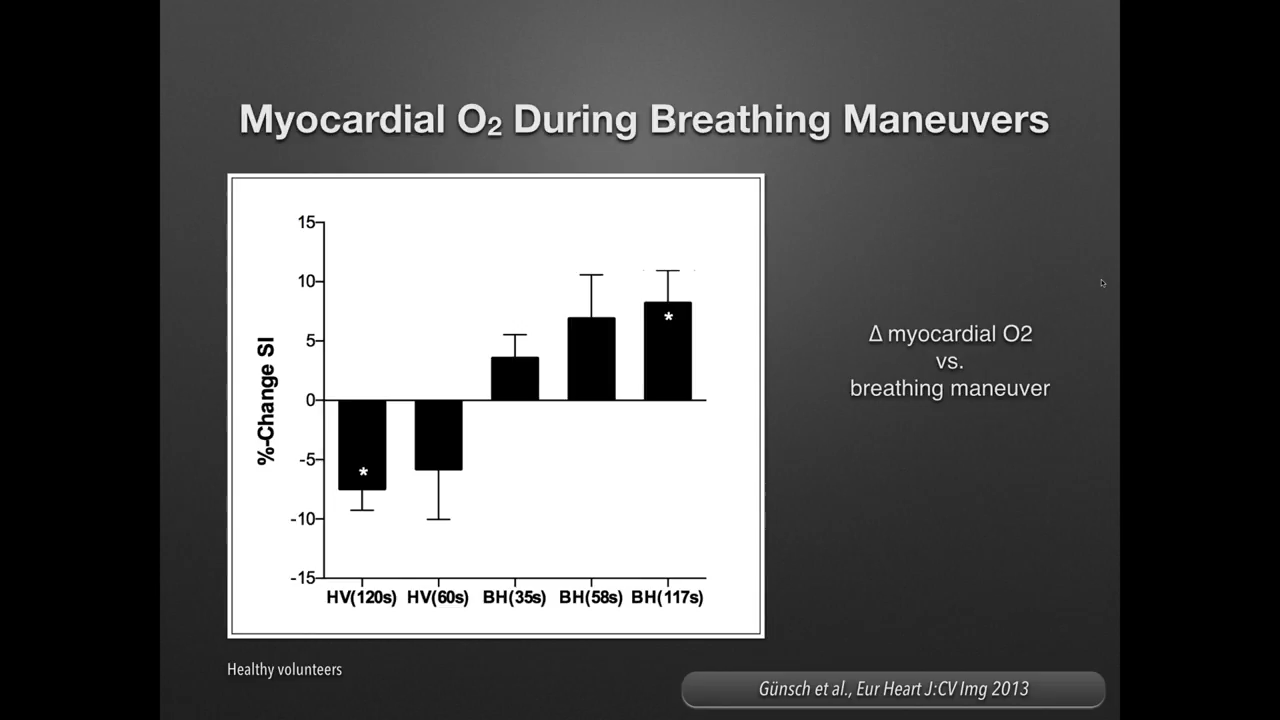 Myocardial O₂ During Breathing Maneuvers
15
10
5
0
-5
-10
-15
%-Change SI
*
*
HV(120s) HV(60s) BH(35s) BH(58s) BH(117s)
Δ myocardial O2
vs.
breathing maneuver
Healthy volunteers
Günsch et al., Eur Heart J:CV Img 2013